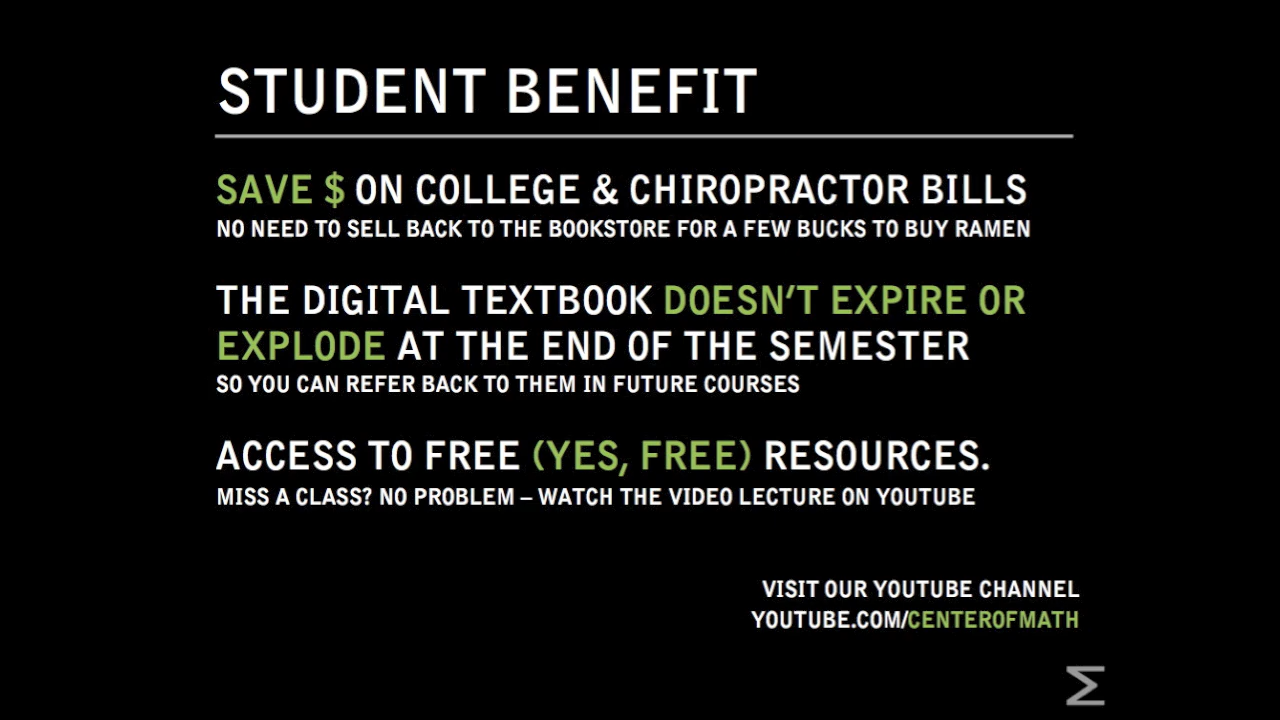 STUDENT BENEFIT
SAVE $ ON COLLEGE & CHIROPRACTOR BILLS
NO NEED TO SELL BACK TO THE BOOKSTORE FOR A FEW BUCKS TO BUY RAMEN
THE DIGITAL TEXTBOOK DOESN'T EXPIRE OR
EXPLODE AT THE END OF THE SEMESTER
SO YOU CAN REFER BACK TO THEM IN FUTURE COURSES
ACCESS TO FREE (YES, FREE) RESOURCES.
MISS A CLASS? NO PROBLEM – WATCH THE VIDEO LECTURE ON YOUTUBE
VISIT OUR YOUTUBE CHANNEL
YOUTUBE.COM/CENTEROFMATH
Σ